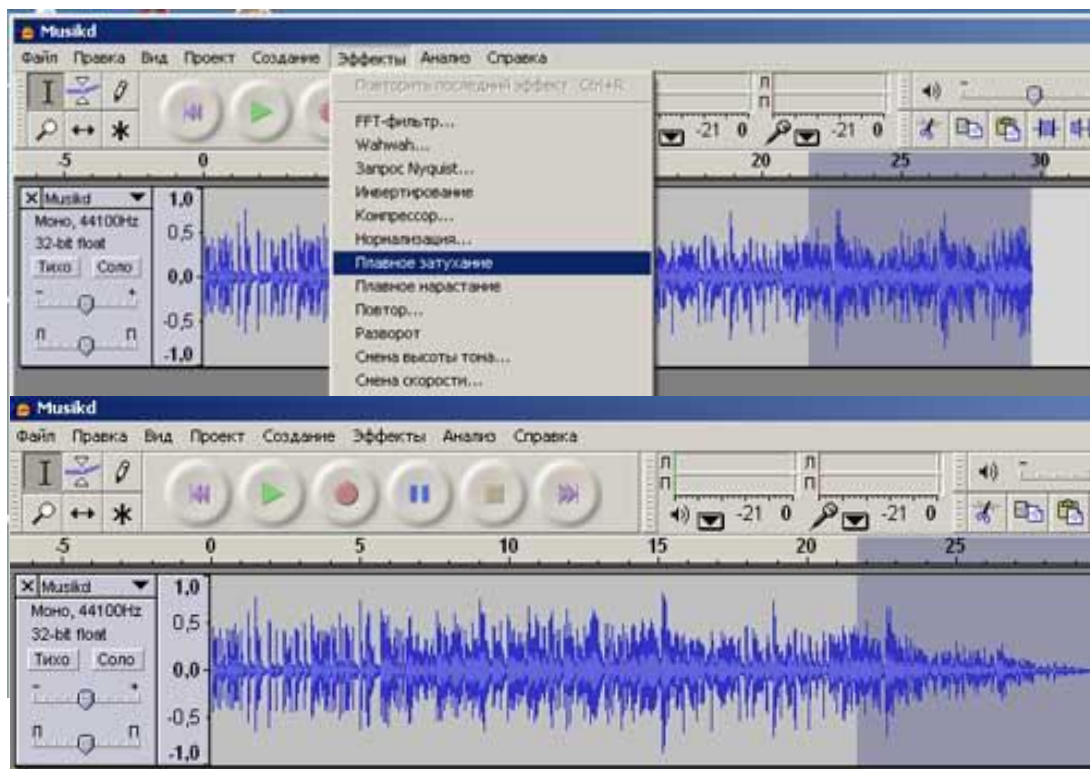 Musikd
Файл Правка Вид Проект Создание Эффекты Анализ Справка
Повторить последний эффект Ctrl+R
FFT-фильтр...
Wahwah...
Запрос Nyquist...
Инвертирование
Компрессор...
Нормализация...
Плавное затухание
Плавное нарастание
Повтор...
Разворот
Смена высоты тона...
Смена скорости...
П
П
-21 0 -21 0
-5 0 20 25 30
Musikd
Моно, 44100Hz
32-bit float
Тихо Соло
- +
Л П
1,0
0,5
0,0
-0,5
-1,0
Musikd
Файл Правка Вид Проект Создание Эффекты Анализ Справка
Л Л
П П
-21 0 -21 0
-5 0 5 10 15 20 25
Musikd
Моно, 44100Hz
32-bit float
Тихо Соло
- +
Л П
1,0
0,5
0,0
-0,5
-1,0